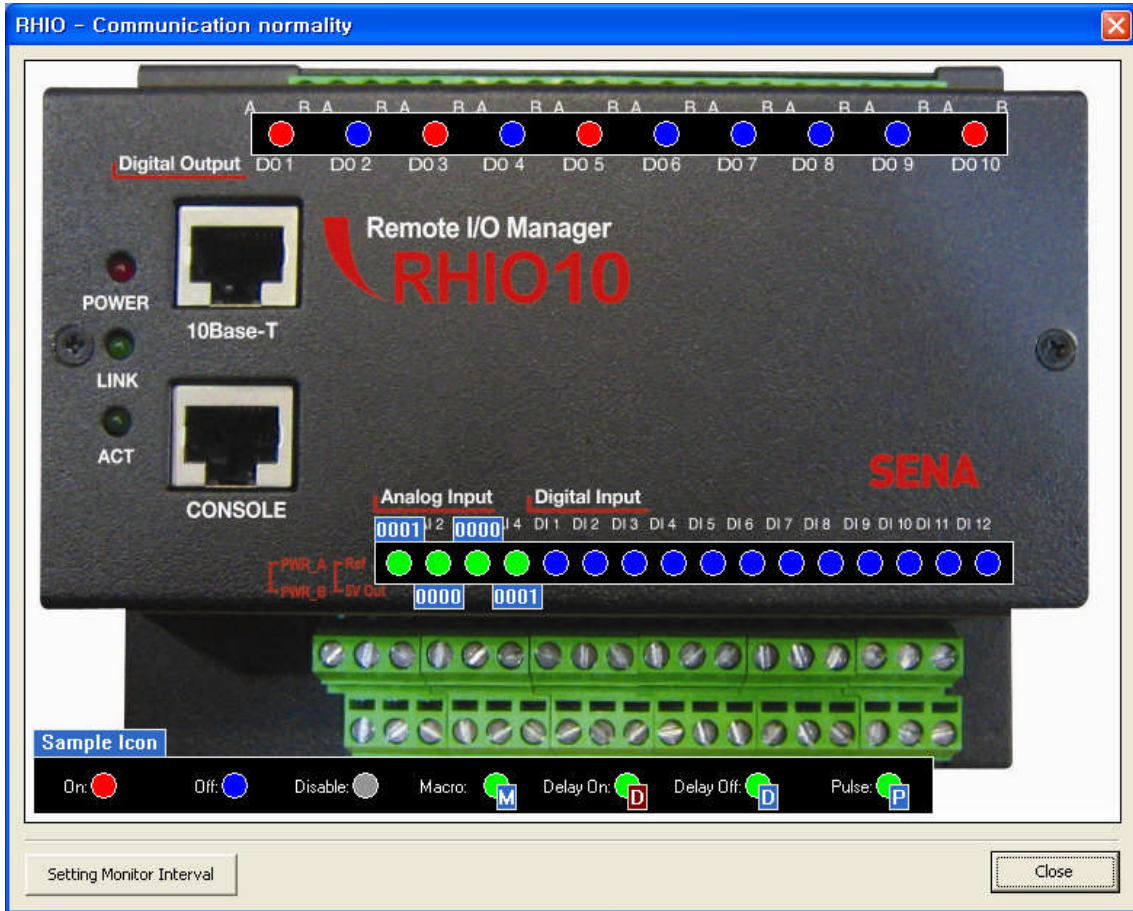 RHIO - Communication normality
A B A B A B A B A B A B A B A B A B A B
Digital Output DO 1 DO 2 DO 3 DO 4 DO 5 DO 6 DO 7 DO 8 DO 9 DO 10
Remote I/O Manager
RHIO10
POWER
10Base-T
LINK
ACT
CONSOLE
SENA
Analog Input Digital Input
0001 I 2 0000 I 4 DI 1 DI 2 DI 3 DI 4 DI 5 DI 6 DI 7 DI 8 DI 9 DI 10 DI 11 DI 12
PWR_A Ref
PWR_B 5V Out
0000 0001
Sample Icon
On: Off: Disable: Macro: M Delay On: D Delay Off: D Pulse: P
Setting Monitor Interval Close